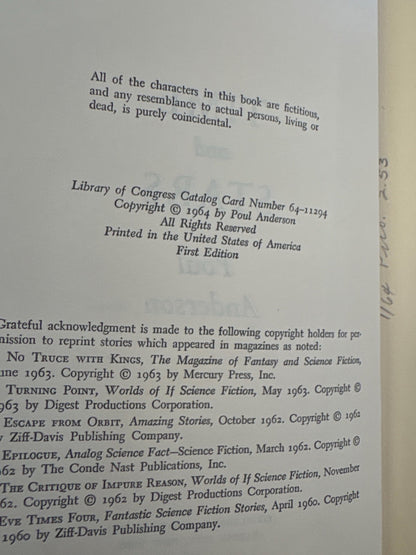 All of the characters in this book are fictitious,
and any resemblance to actual persons, living or
dead, is purely coincidental.
Library of Congress Catalog Card Number 64–11294
Copyright © 1964 by Poul Anderson
All Rights Reserved
Printed in the United States of America
First Edition
Grateful acknowledgment is made to the following copyright holders for per-
mission to reprint stories which appeared in magazines as noted:
No Truce with Kings, The Magazine of Fantasy and Science Fiction,
une 1963. Copyright © 1963 by Mercury Press, Inc.
Turning Point, Worlds of If Science Fiction, May 1963. Copyright ©
963 by Digest Productions Corporation.
Escape from Orbit, Amazing Stories, October 1962. Copyright © 1962
y Ziff-Davis Publishing Company.
Epilogue, Analog Science Fact—Science Fiction, March 1962. Copyright ©
962 by The Conde Nast Publications, Inc.
The Critique of Impure Reason, Worlds of If Science Fiction, November
62. Copyright © 1962 by Digest Productions Corporation.
Eve Times Four, Fantastic Science Fiction Stories, April 1960. Copyright
1960 by Ziff-Davis Publishing Company.
2.53